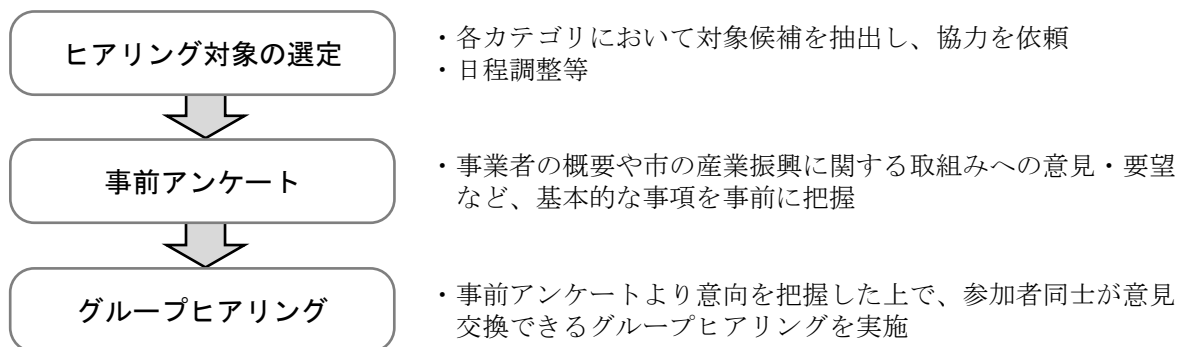 ヒアリング対象の選定
・各カテゴリにおいて対象候補を抽出し、協力を依頼
・日程調整等
事前アンケート
・事業者の概要や市の産業振興に関する取組みへの意見・要望
など、基本的な事項を事前に把握
グループヒアリング
・事前アンケートより意向を把握した上で、参加者同士が意見
交換できるグループヒアリングを実施